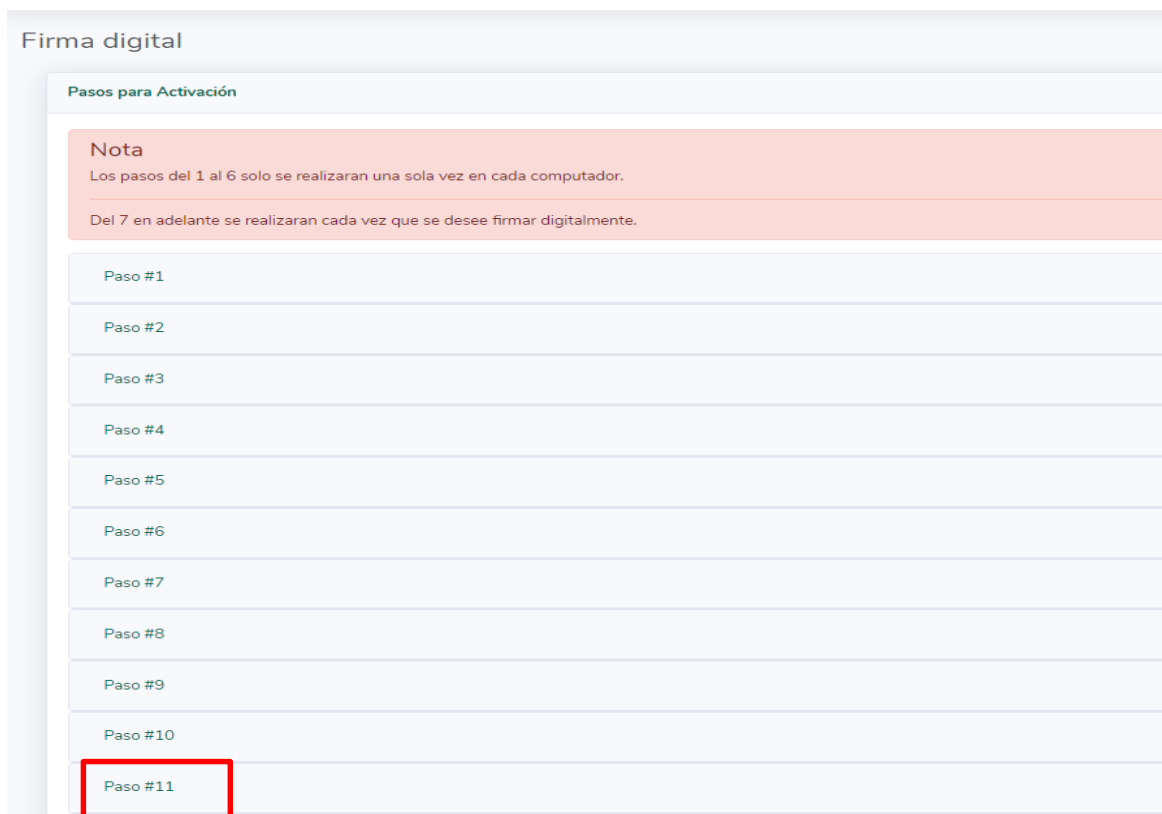 Firma digital
Pasos para Activación
Nota
Los pasos del 1 al 6 solo se realizaran una sola vez en cada computador.
Del 7 en adelante se realizaran cada vez que se desee firmar digitalmente.
Paso #1
Paso #2
Paso #3
Paso #4
Paso #5
Paso #6
Paso #7
Paso #8
Paso #9
Paso #10
Paso #11